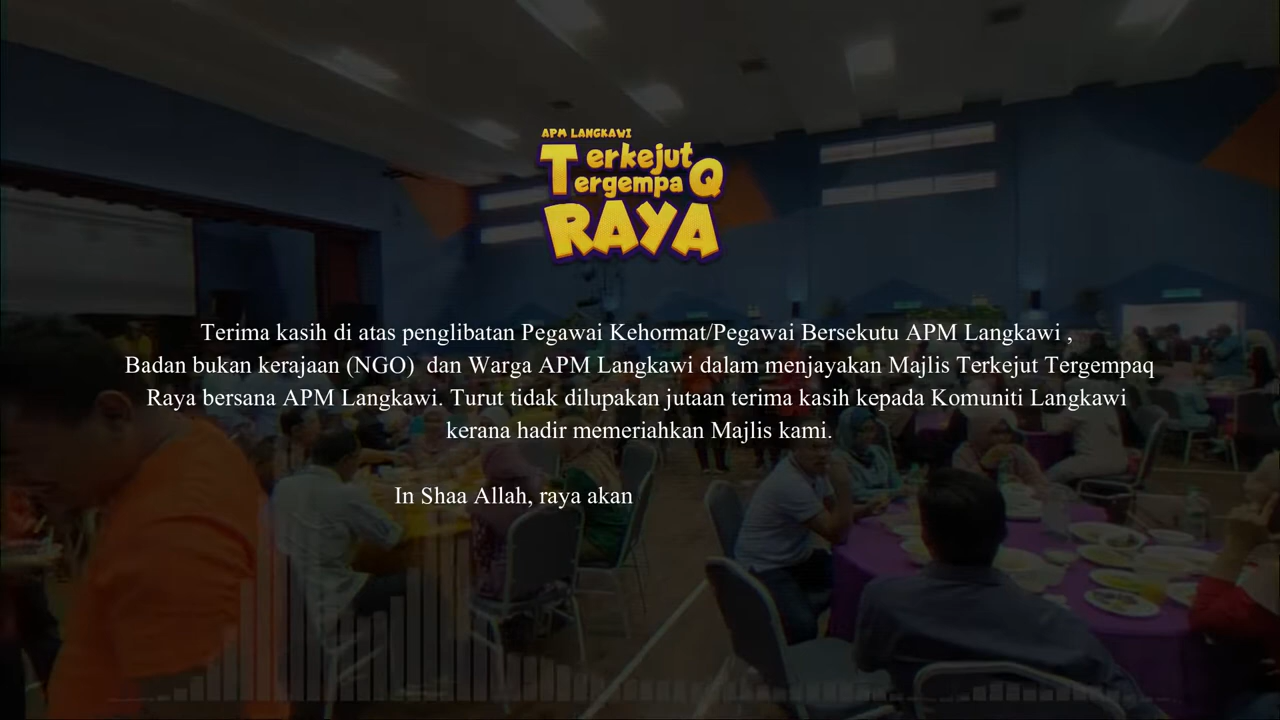 APM LANGKAWI
Terkejut
TergempaQ
RAYA
Terima kasih di atas penglibatan Pegawai Kehormat/Pegawai Bersekutu APM Langkawi ,
Badan bukan kerajaan (NGO)  dan Warga APM Langkawi dalam menjayakan Majlis Terkejut Tergempaq
Raya bersana APM Langkawi. Turut tidak dilupakan jutaan terima kasih kepada Komuniti Langkawi
kerana hadir memeriahkan Majlis kami.
In Shaa Allah, raya akan